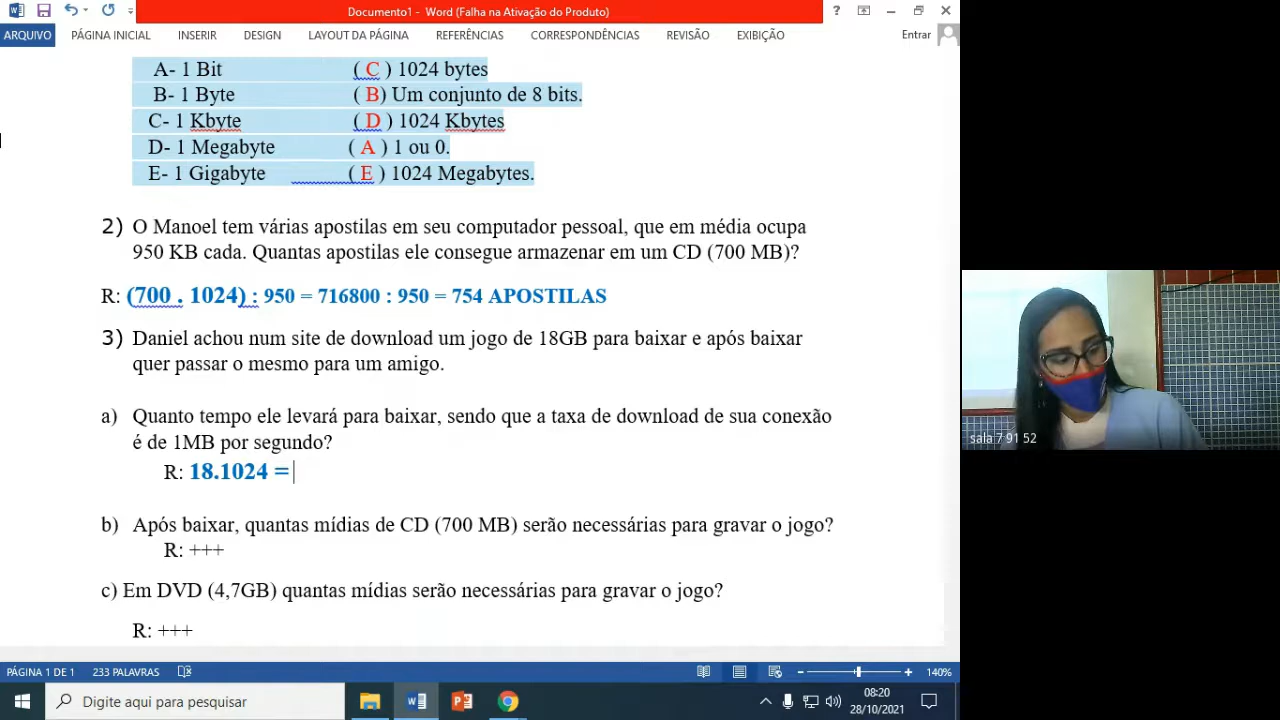 Documento1 - Word (Falha na Ativação do Produto)
?
ARQUIVO PÁGINA INICIAL INSERIR DESIGN LAYOUT DA PÁGINA REFERÊNCIAS CORRESPONDÊNCIAS REVISÃO EXIBIÇÃO Entrar
A- 1 Bit ( C ) 1024 bytes
B- 1 Byte ( B) Um conjunto de 8 bits.
C- 1 Kbyte ( D ) 1024 Kbytes
D- 1 Megabyte ( A ) 1 ou 0.
E- 1 Gigabyte ( E ) 1024 Megabytes.
2) O Manoel tem várias apostilas em seu computador pessoal, que em média ocupa
950 KB cada. Quantas apostilas ele consegue armazenar em um CD (700 MB)?
R: (700 . 1024) : 950 = 716800 : 950 = 754 APOSTILAS
3) Daniel achou num site de download um jogo de 18GB para baixar e após baixar
quer passar o mesmo para um amigo.
a) Quanto tempo ele levará para baixar, sendo que a taxa de download de sua conexão
é de 1MB por segundo?
R: 18.1024 =
b) Após baixar, quantas mídias de CD (700 MB) serão necessárias para gravar o jogo?
R: +++
c) Em DVD (4,7GB) quantas mídias serão necessárias para gravar o jogo?
R: +++
sala 7 91 52
PÁGINA 1 DE 1 233 PALAVRAS 140%
Digite aqui para pesquisar
08:20
28/10/2021